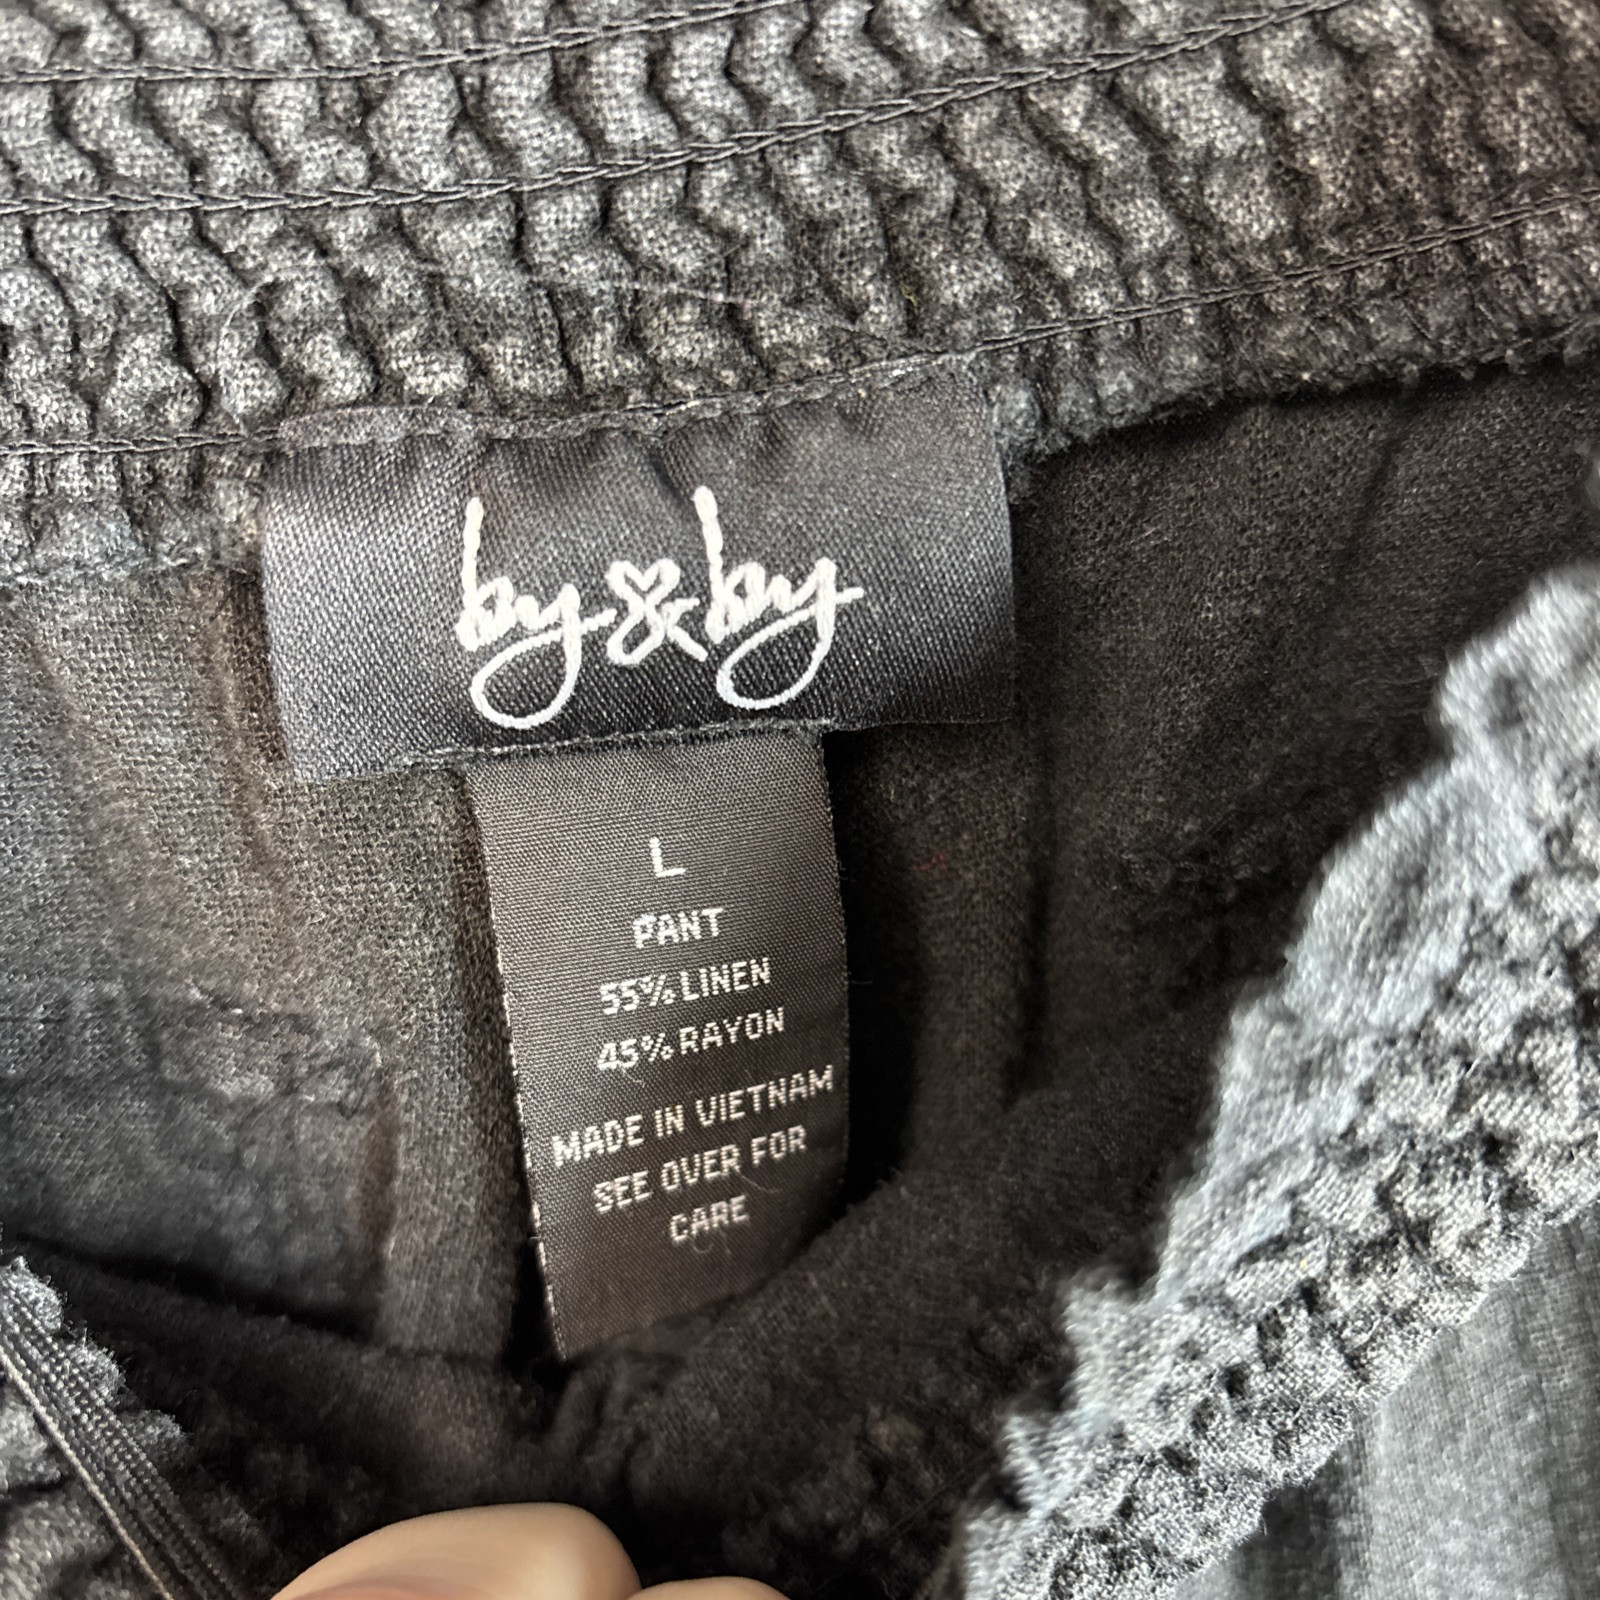 by & by
L
PANT
55% LINEN
45% RAYON
MADE IN VIETNAM
SEE OVER FOR
CARE